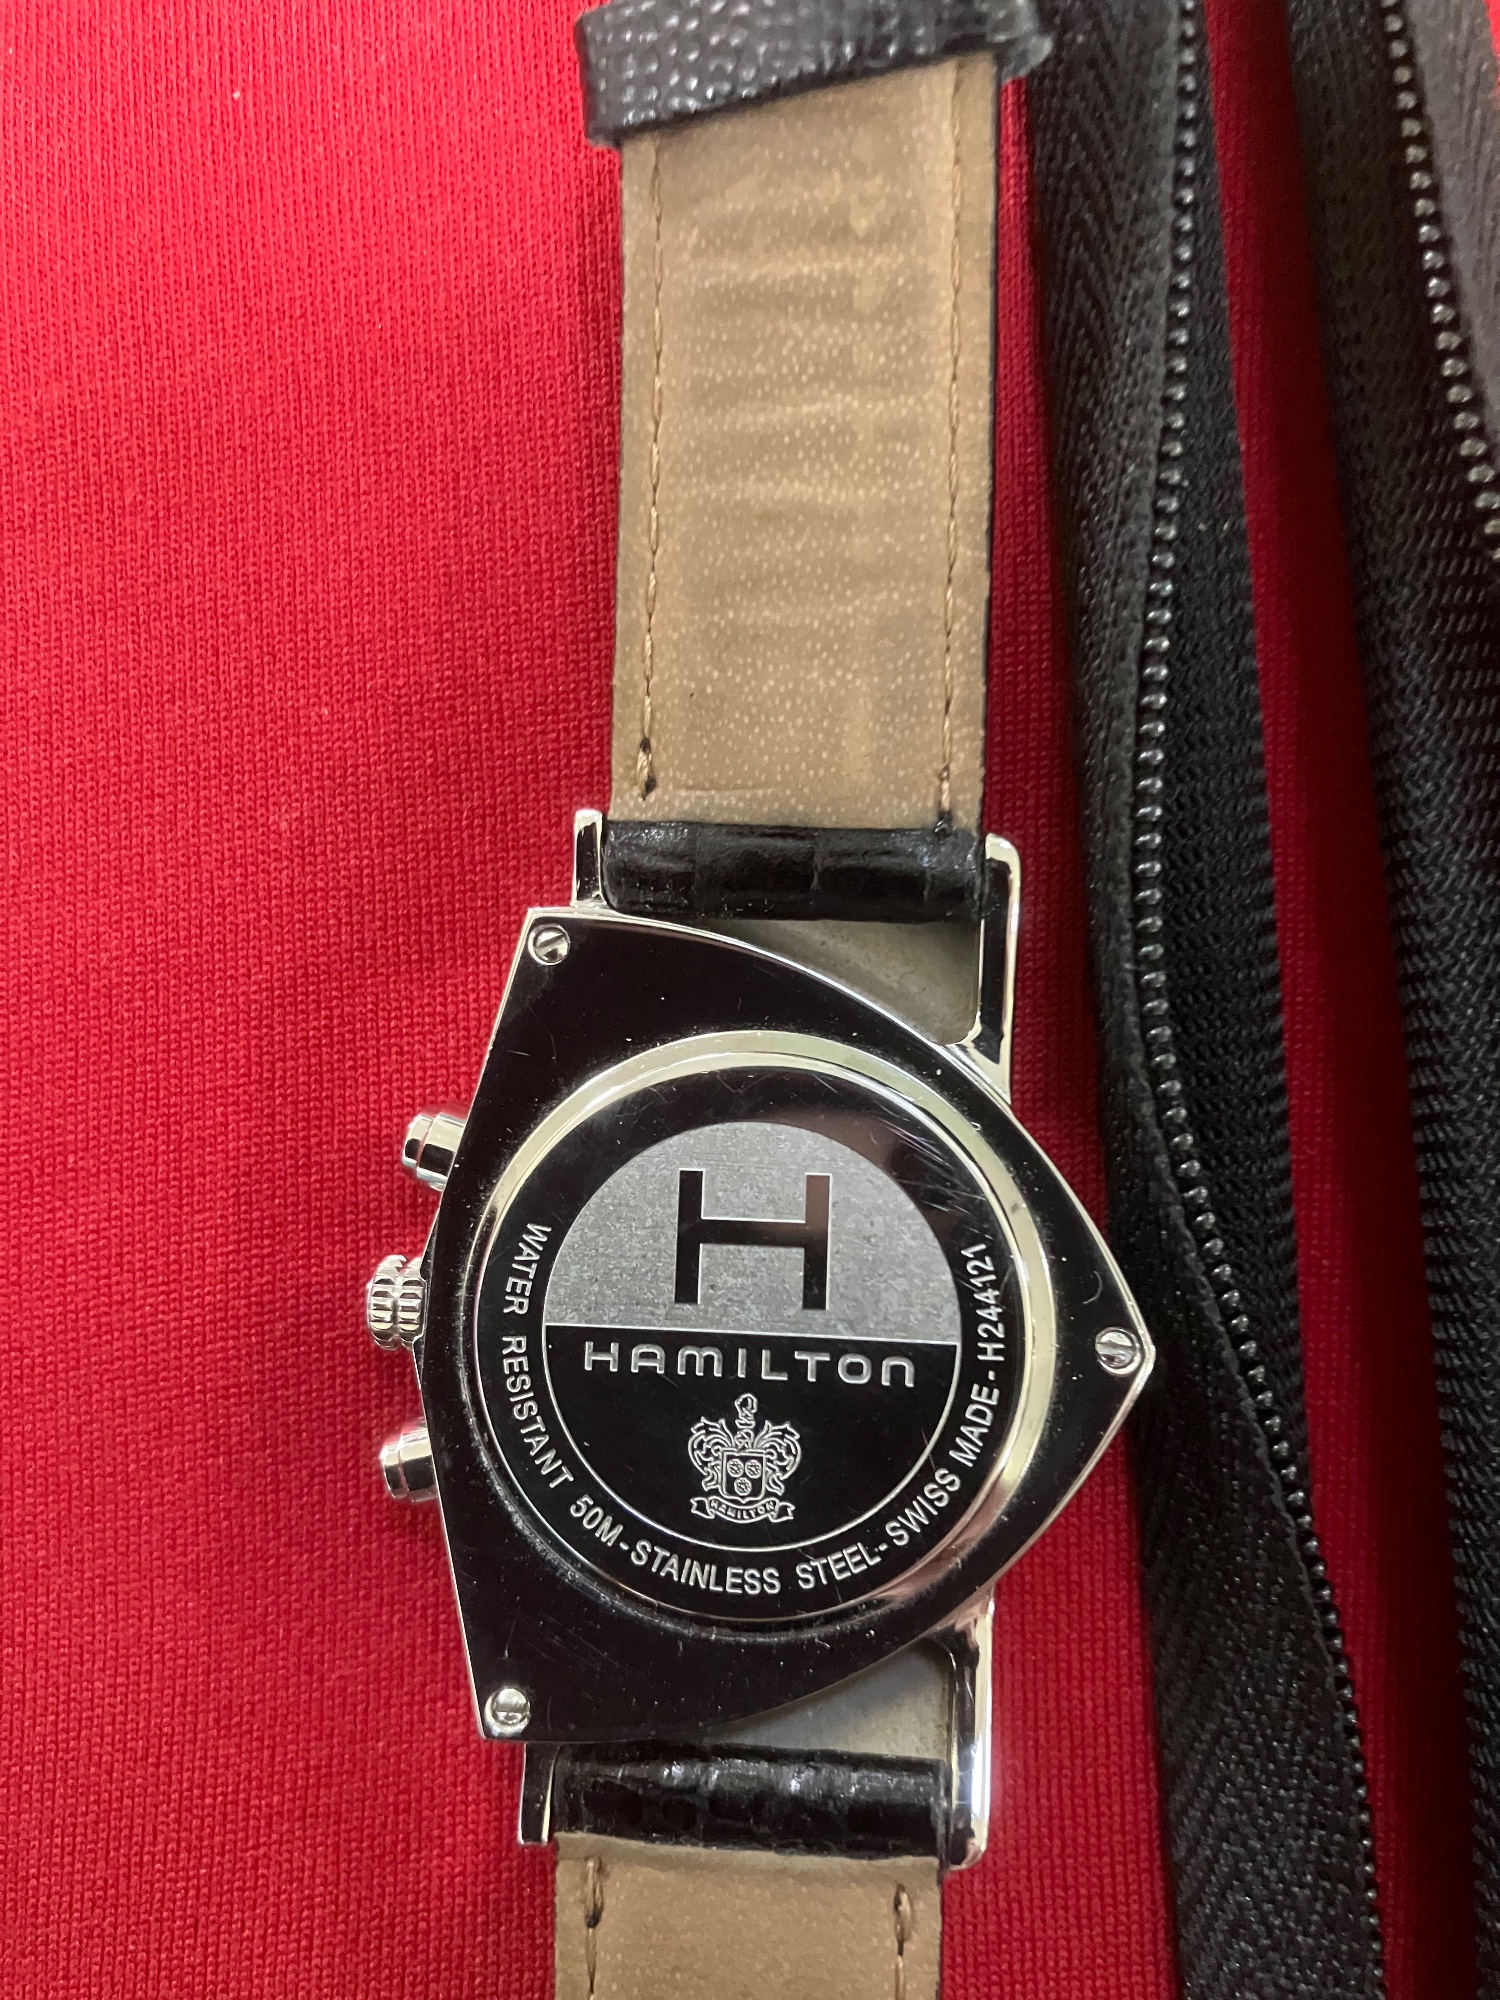 H
HAMILTON
HAMILTON
WATER RESISTANT 50M-STAINLESS STEEL-SWISS MADE-H244121